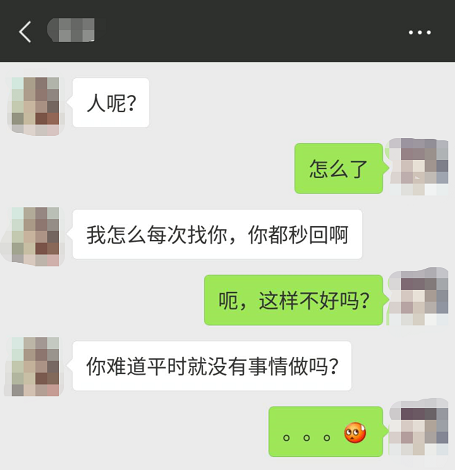 人呢？
怎么了
我怎么每次找你，你都秒回啊
呃，这样不好吗？
你难道平时就没有事情做吗？
。。。